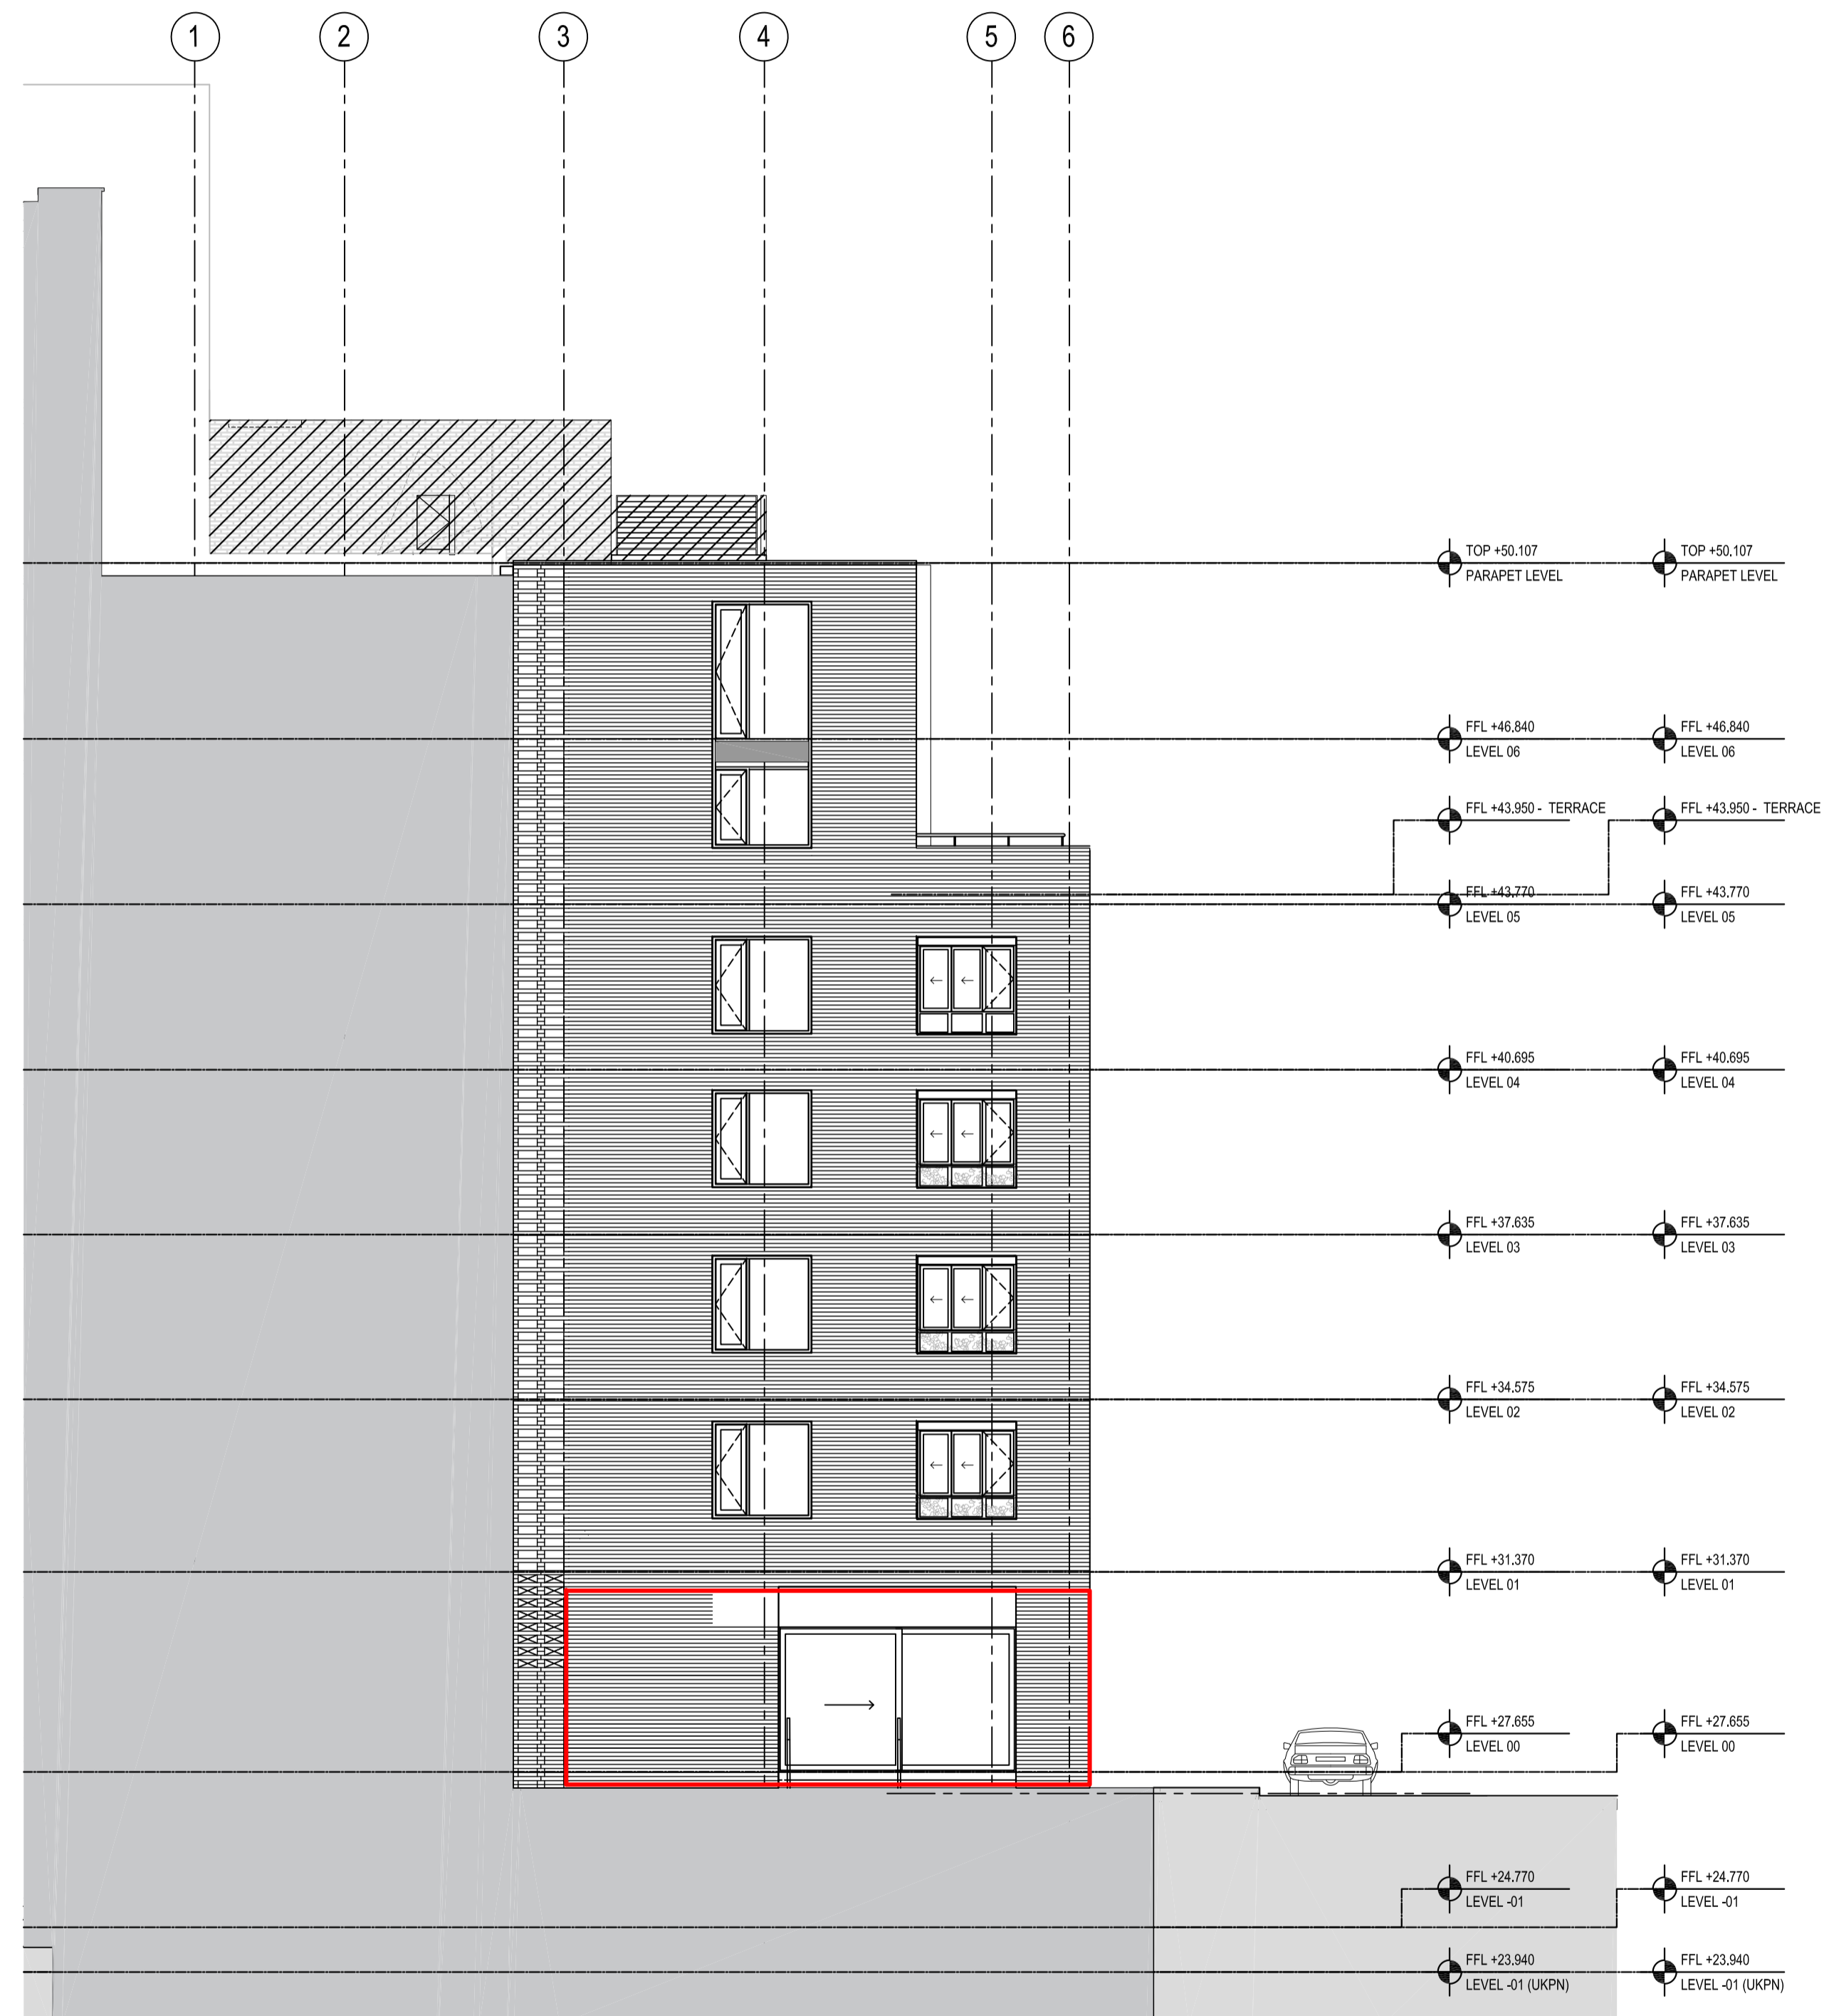 1 2 3 4 5 6
TOP +50.107 TOP +50.107
PARAPET LEVEL PARAPET LEVEL
FFL +46.840 FFL +46.840
LEVEL 06 LEVEL 06
FFL +43.950 - TERRACE FFL +43.950 - TERRACE
FFL +43.770 FFL +43.770
LEVEL 05 LEVEL 05
FFL +40.695 FFL +40.695
LEVEL 04 LEVEL 04
FFL +37.635 FFL +37.635
LEVEL 03 LEVEL 03
FFL +34.575 FFL +34.575
LEVEL 02 LEVEL 02
FFL +31.370 FFL +31.370
LEVEL 01 LEVEL 01
FFL +27.655 FFL +27.655
LEVEL 00 LEVEL 00
FFL +24.770 FFL +24.770
LEVEL -01 LEVEL -01
FFL +23.940 FFL +23.940
LEVEL -01 (UKPN) LEVEL -01 (UKPN)